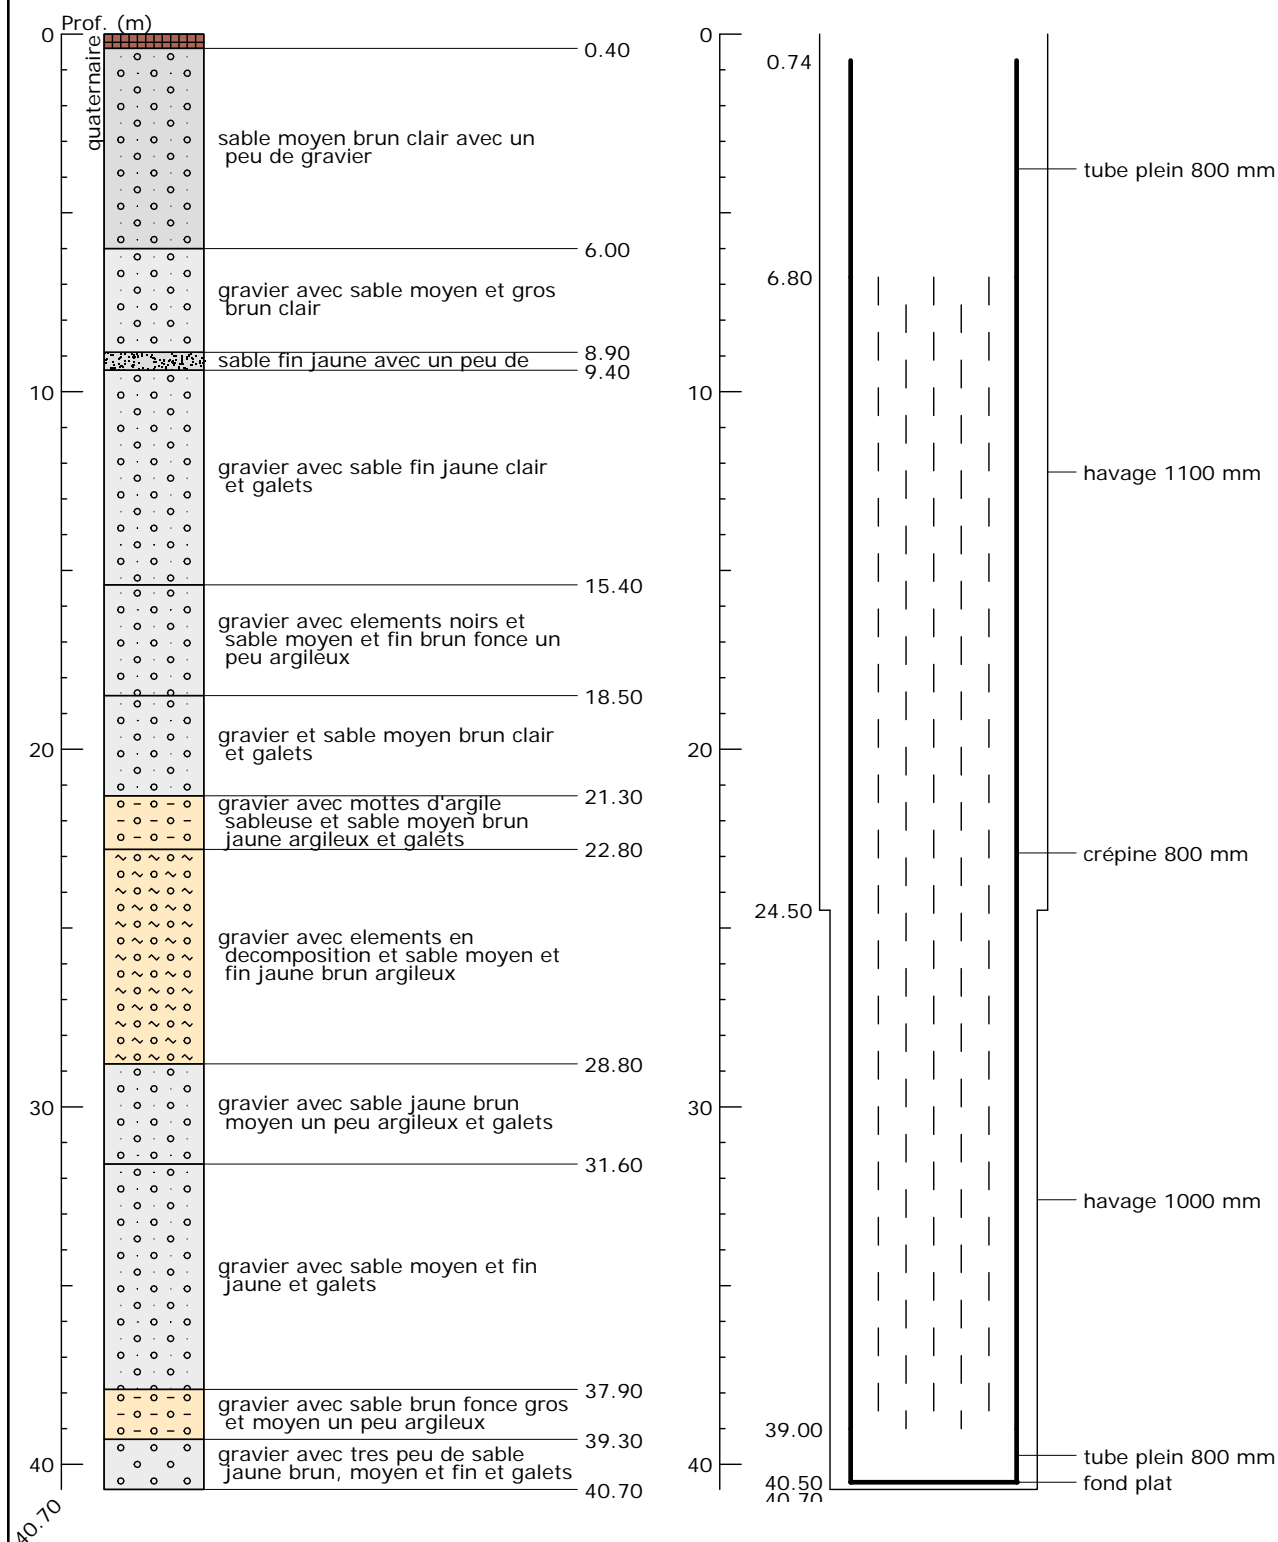 Prof. (m)
0
quaternaire
0.40
sable moyen brun clair avec un
peu de gravier
6.00
gravier avec sable moyen et gros
brun clair
8.90
sable fin jaune avec un peu de
9.40
10
gravier avec sable fin jaune clair
et galets
15.40
gravier avec elements noirs et
sable moyen et fin brun fonce un
peu argileux
18.50
gravier et sable moyen brun clair
et galets
20
21.30
gravier avec mottes d'argile
sableuse et sable moyen brun
jaune argileux et galets
22.80
gravier avec elements en
decomposition et sable moyen et
fin jaune brun argileux
28.80
gravier avec sable jaune brun
moyen un peu argileux et galets
30
31.60
gravier avec sable moyen et fin
jaune et galets
37.90
gravier avec sable brun fonce gros
et moyen un peu argileux
39.30
gravier avec tres peu de sable
jaune brun, moyen et fin et galets
40
40.70
40.70
0
0.74
tube plein 800 mm
6.80
10
havage 1100 mm
20
crépine 800 mm
24.50
30
havage 1000 mm
39.00
tube plein 800 mm
40
40.50
fond plat
40.70